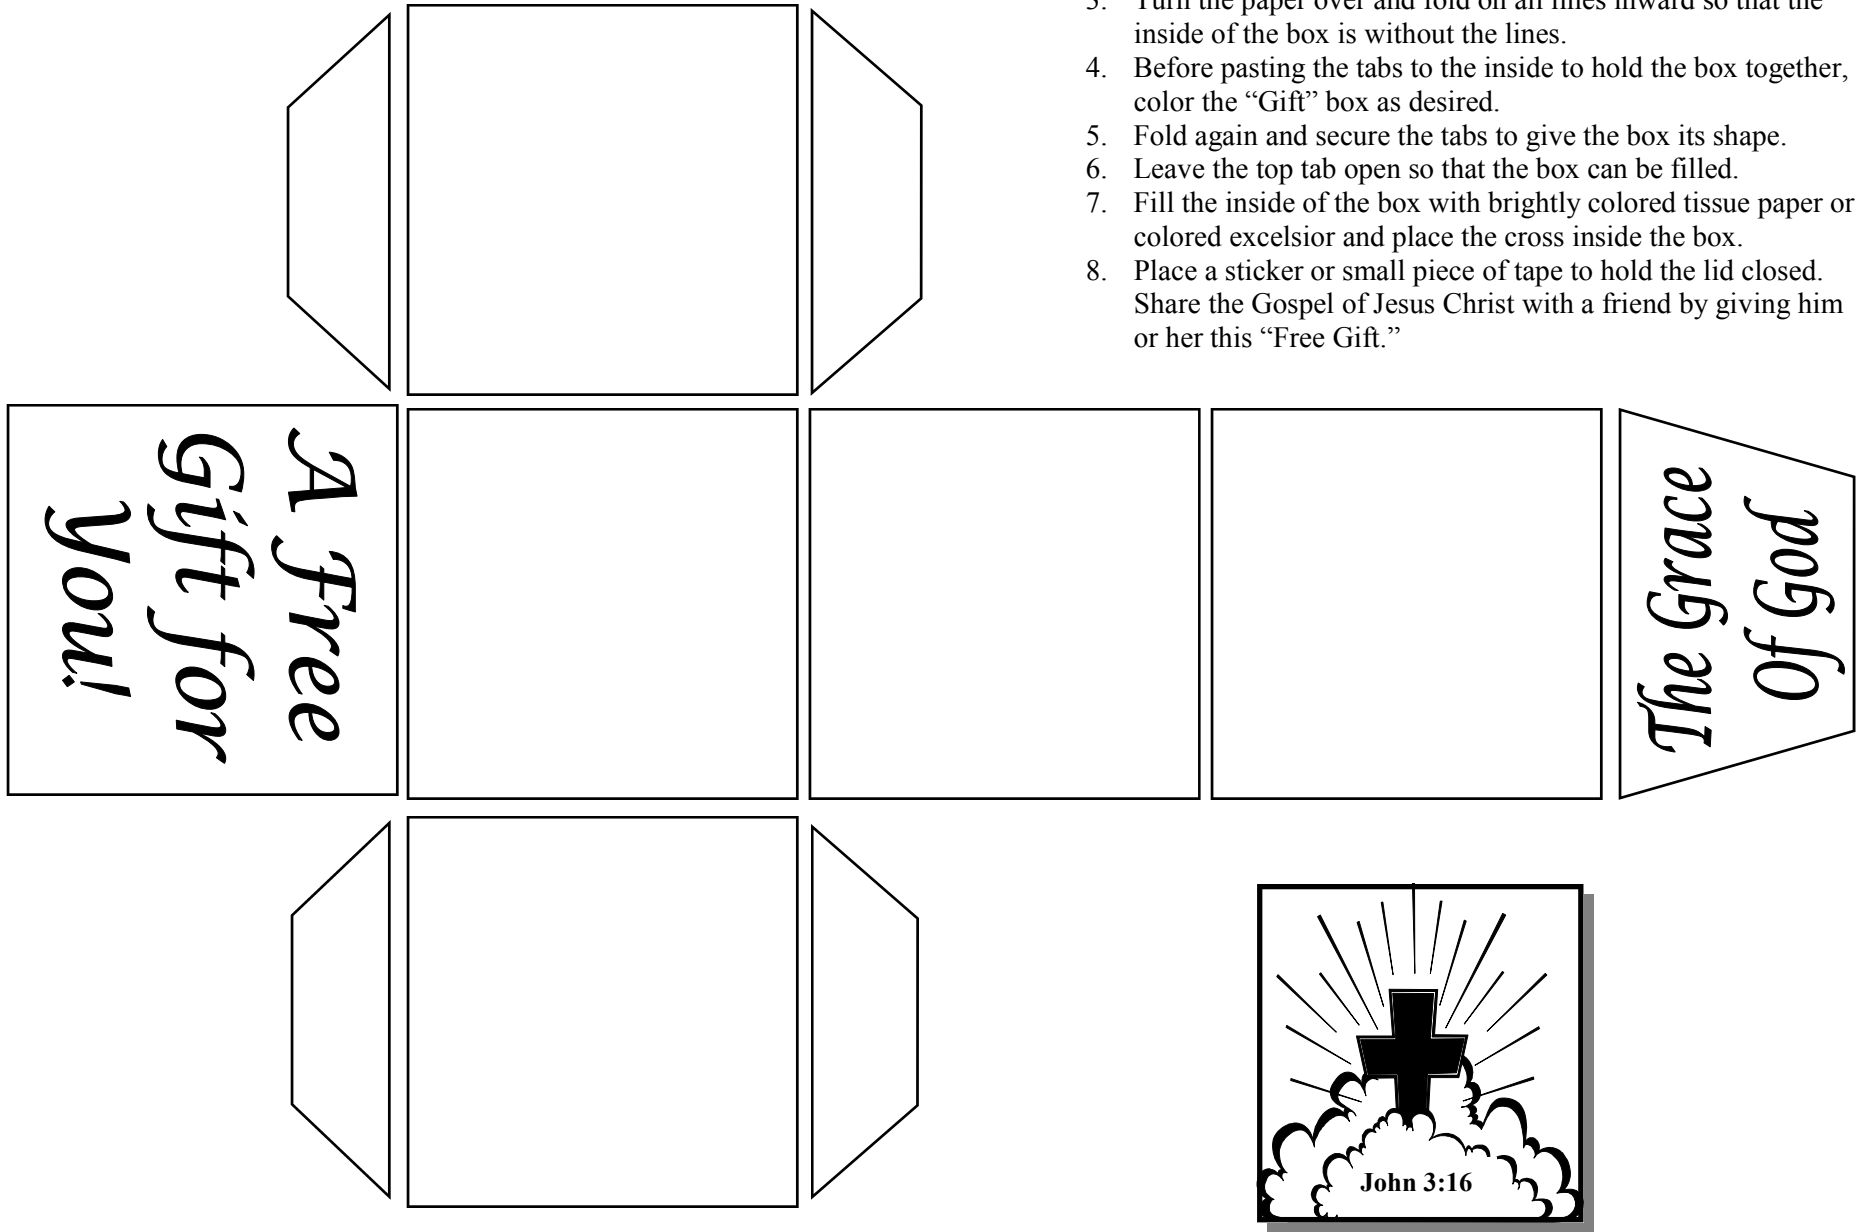 3. Turn the paper over and fold on all lines inward so that the
inside of the box is without the lines.
4. Before pasting the tabs to the inside to hold the box together,
color the “Gift” box as desired.
5. Fold again and secure the tabs to give the box its shape.
6. Leave the top tab open so that the box can be filled.
7. Fill the inside of the box with brightly colored tissue paper or
colored excelsior and place the cross inside the box.
8. Place a sticker or small piece of tape to hold the lid closed.
Share the Gospel of Jesus Christ with a friend by giving him
or her this “Free Gift.”
A Free
Gift for
You!
The Grace
Of God
John 3:16